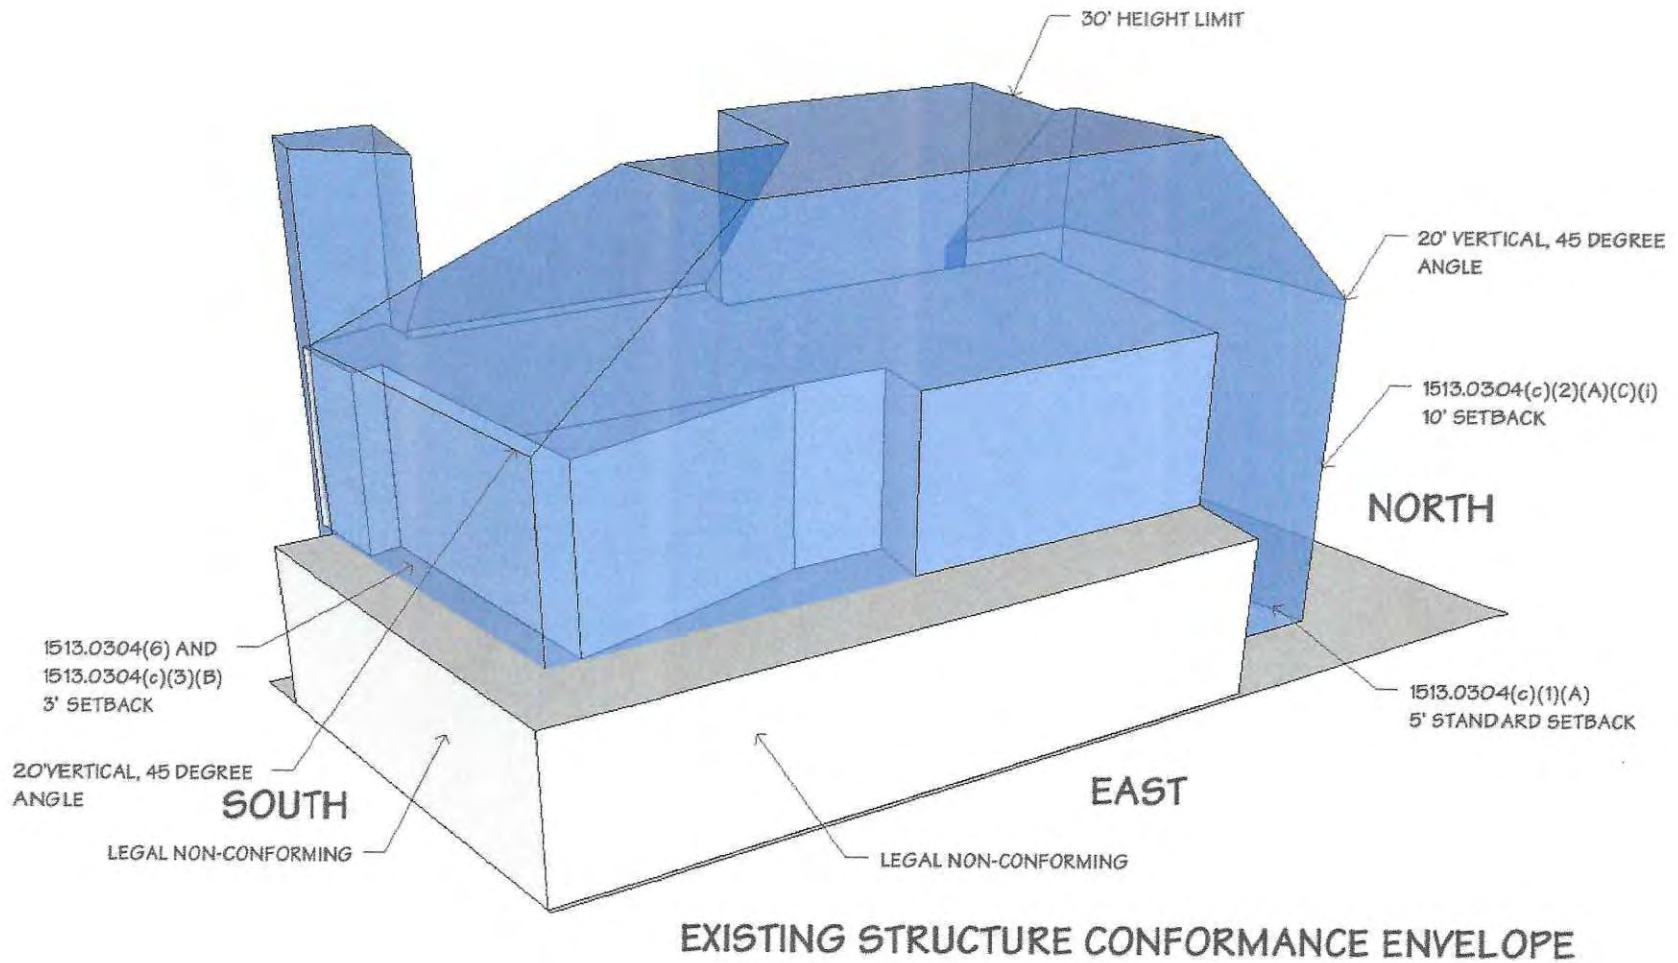 30' HEIGHT LIMIT
20' VERTICAL, 45 DEGREE
ANGLE
1513.0304(c)(2)(A)(C)(i)
10' SETBACK
NORTH
1513.0304(6) AND
1513.0304(c)(3)(B)
3' SETBACK
1513.0304(c)(1)(A)
5' STANDARD SETBACK
20'VERTICAL, 45 DEGREE
ANGLE
SOUTH
EAST
LEGAL NON-CONFORMING
LEGAL NON-CONFORMING
EXISTING STRUCTURE CONFORMANCE ENVELOPE